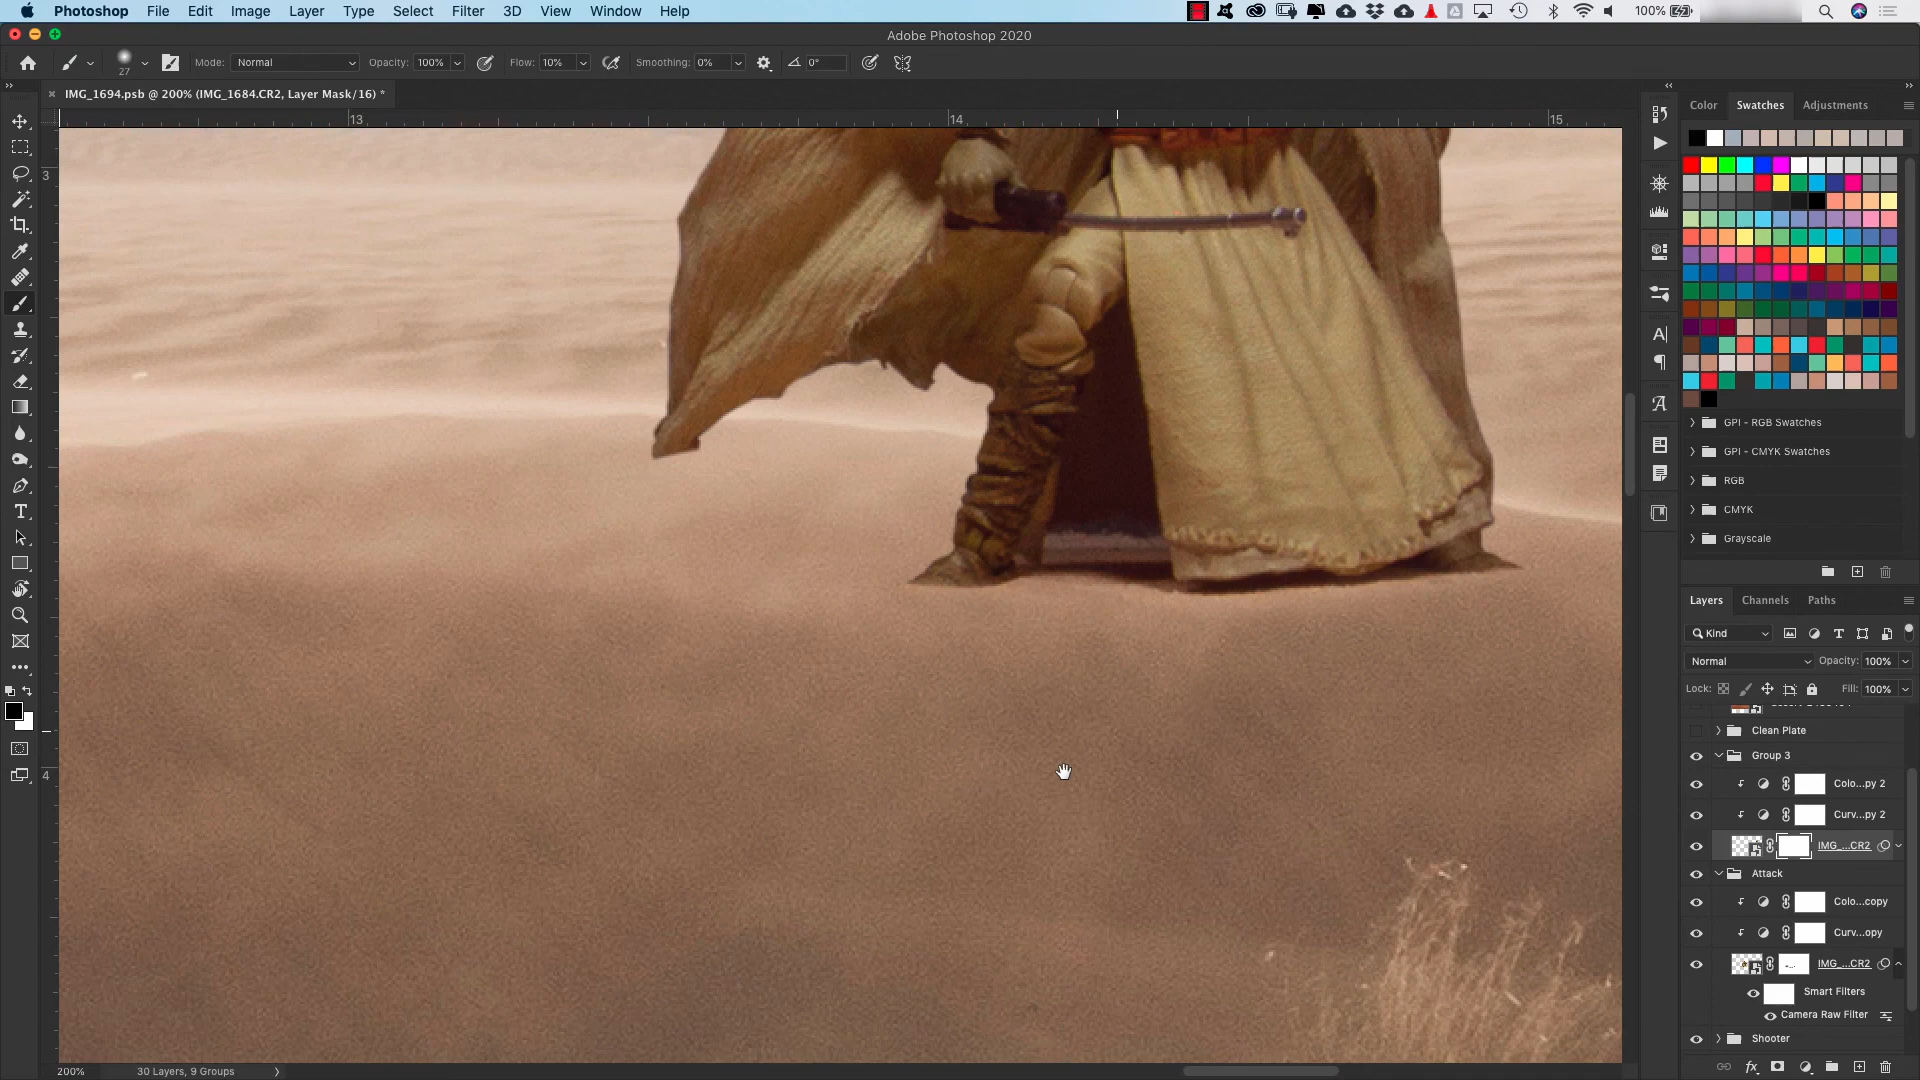 Photoshop File Edit Image Layer Type Select Filter 3D View Window Help 100%
Adobe Photoshop 2020
27 Mode: Normal Opacity: 100% Flow: 10% Smoothing: 0% 0°
IMG_1694.psb @ 200% (IMG_1684.CR2, Layer Mask/16) *
Color Swatches Adjustments
13 14 15
3
4
GPI - RGB Swatches
GPI - CMYK Swatches
RGB
CMYK
Grayscale
Layers Channels Paths
Kind
Normal Opacity: 100%
Lock: Fill: 100%
Clean Plate
Group 3
Colo...py 2
Curv...py 2
IMG_...CR2
Attack
Colo...copy
Curv...opy
IMG_...CR2
Smart Filters
Camera Raw Filter
Shooter
200% 30 Layers, 9 Groups